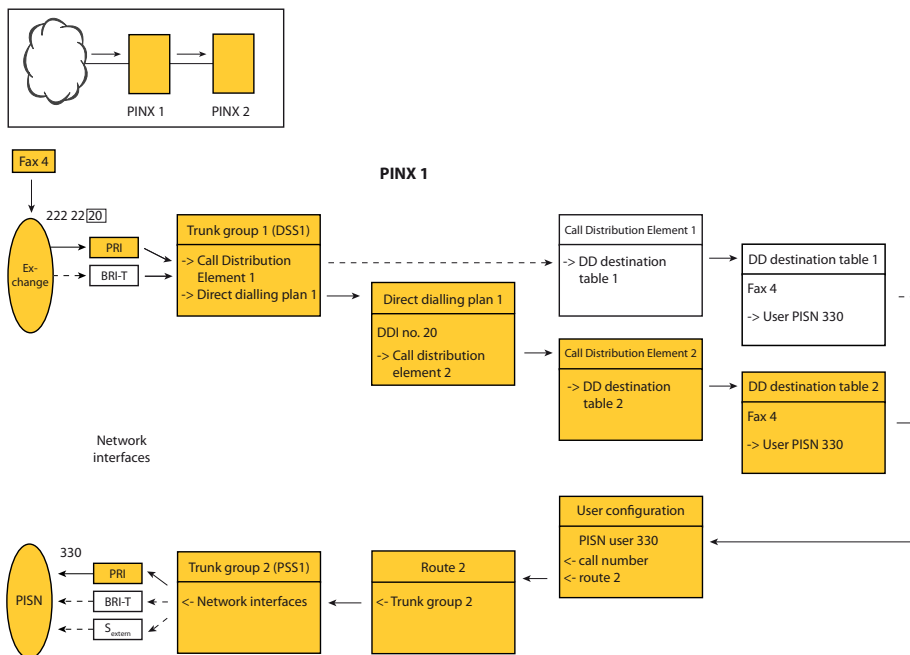 PINX 1
PINX 2
Fax 4
PINX 1
222 22 20
Ex-
change
PRI
BRI-T
Trunk group 1 (DSS1)
-> Call Distribution
Element 1
-> Direct dialling plan 1
Direct dialling plan 1
DDI no. 20
-> Call distribution
element 2
Call Distribution Element 1
-> DD destination
table 1
DD destination table 1
Fax 4
-> User PISN 330
Call Distribution Element 2
-> DD destination
table 2
DD destination table 2
Fax 4
-> User PISN 330
Network
interfaces
User configuration
PISN user 330
<- call number
<- route 2
Route 2
<- Trunk group 2
Trunk group 2 (PSS1)
<- Network interfaces
330
PRI
BRI-T
Sextern
PISN